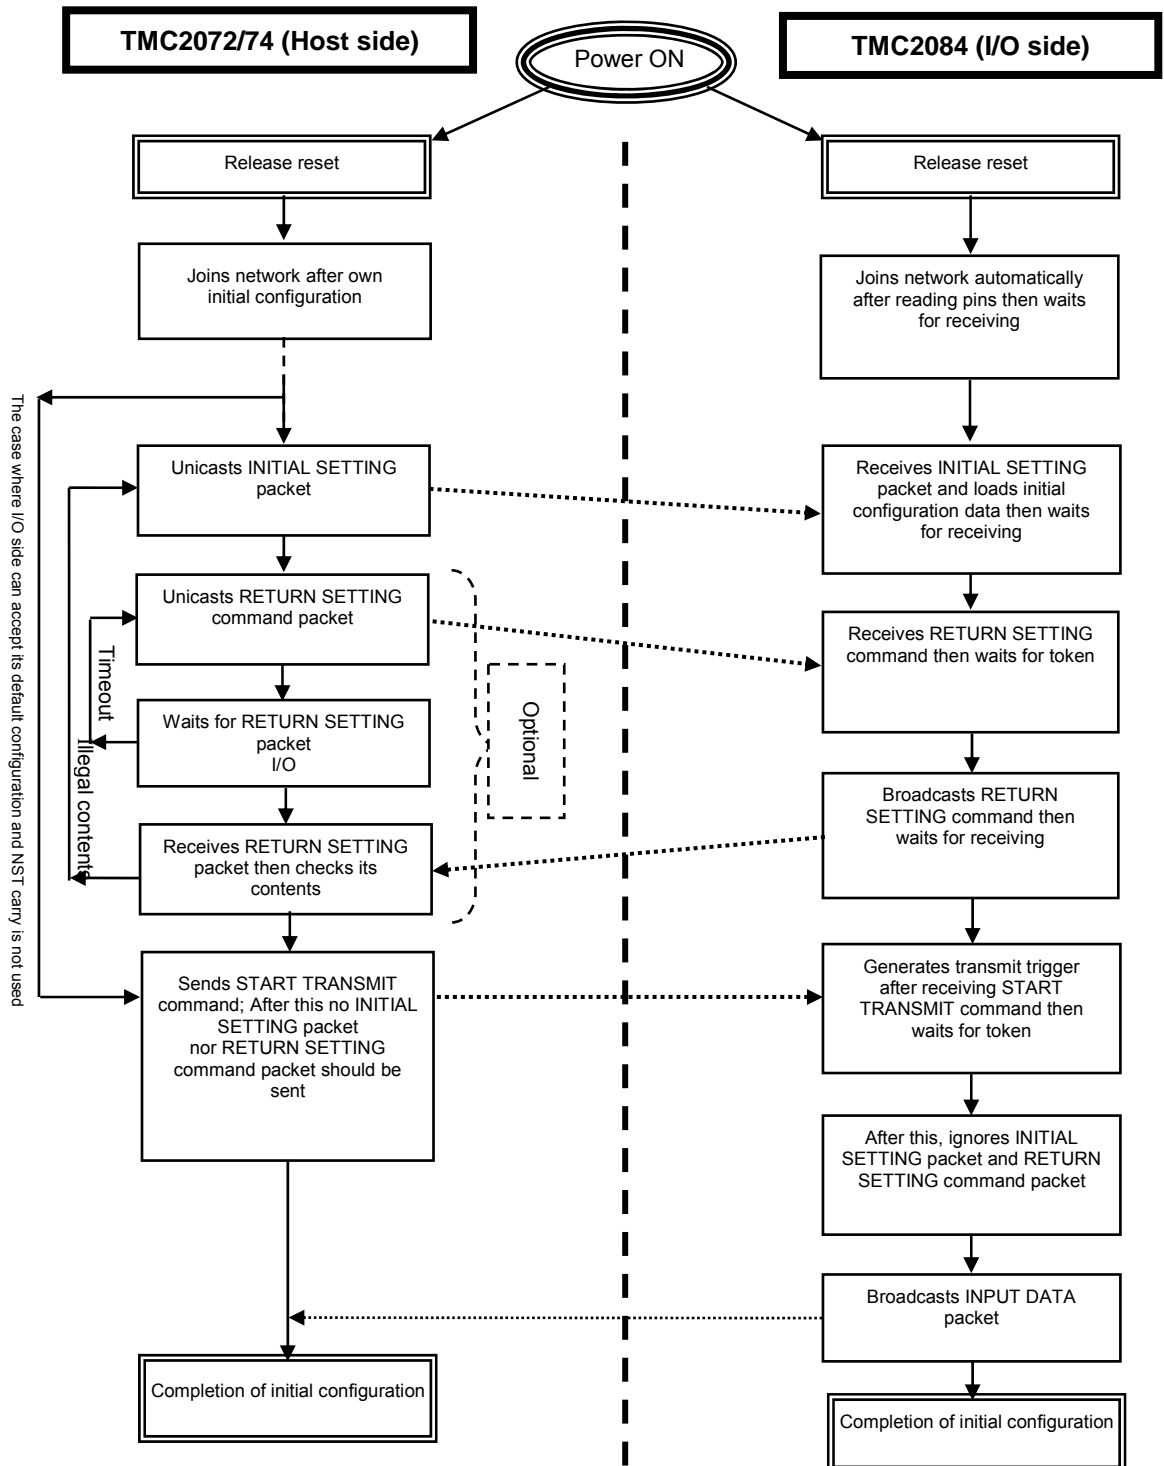 TMC2072/74 (Host side)
Power ON
TMC2084 (I/O side)
Release reset
Release reset
Joins network after own
initial configuration
Joins network automatically
after reading pins then waits
for receiving
The case where I/O side can accept its default configuration and NST carry is not used
Unicasts INITIAL SETTING
packet
Receives INITIAL SETTING
packet and loads initial
configuration data then waits
for receiving
Unicasts RETURN SETTING
command packet
Receives RETURN SETTING
command then waits for token
Timeout
Optional
Waits for RETURN SETTING
packet
I/O
Illegal contents
Broadcasts RETURN
SETTING command then
waits for receiving
Receives RETURN SETTING
packet then checks its
contents
Sends START TRANSMIT
command; After this no INITIAL
SETTING packet
nor RETURN SETTING
command packet should be
sent
Generates transmit trigger
after receiving START
TRANSMIT command then
waits for token
After this, ignores INITIAL
SETTING packet and RETURN
SETTING command packet
Broadcasts INPUT DATA
packet
Completion of initial configuration
Completion of initial configuration